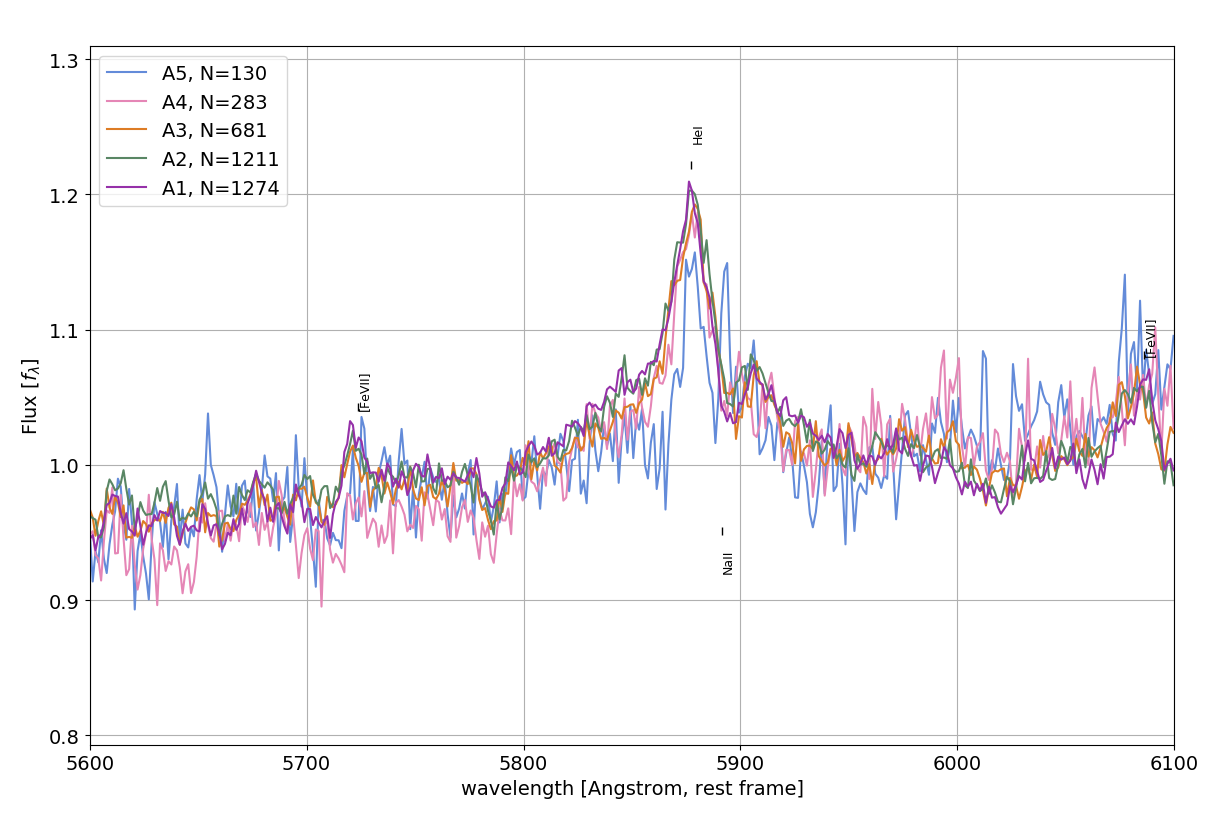 1.3
1.2
1.1
1.0
0.9
0.8
Flux [fλ]
A5, N=130
A4, N=283
A3, N=681
A2, N=1211
A1, N=1274
HeI
[FeVII]
[FeVII]
NaII
5600
5700
5800
5900
6000
6100
wavelength [Angstrom, rest frame]